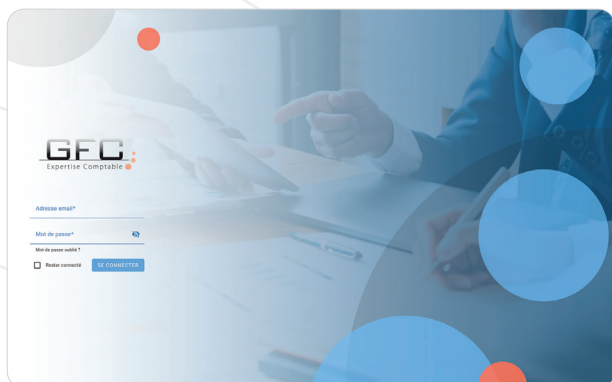 GFC
Expertise Comptable
Adresse email*
Mot de passe*
Mot de passe oublié ?
Rester connecté
SE CONNECTER